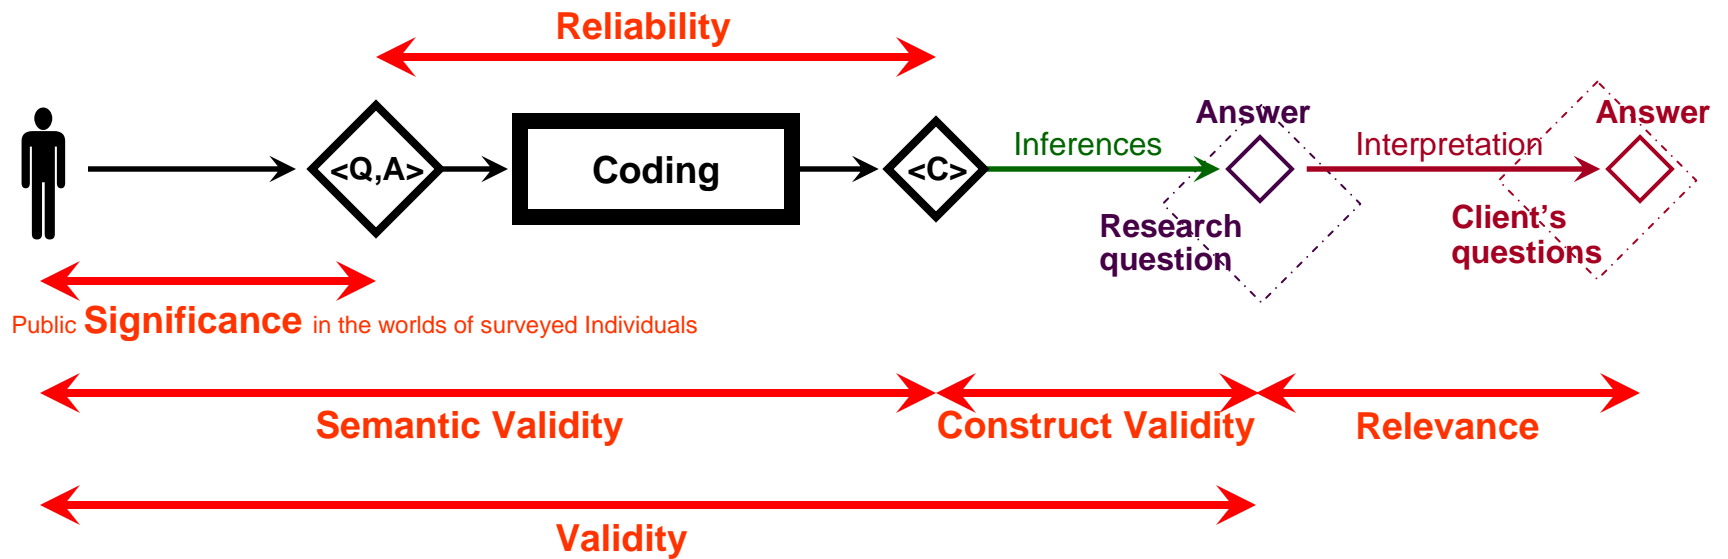 Reliability
Answer
Answer
Inferences
Interpretation
<Q,A>
Coding
<C>
Research
question
Client’s
questions
Public Significance in the worlds of surveyed Individuals
Semantic Validity
Construct Validity
Relevance
Validity